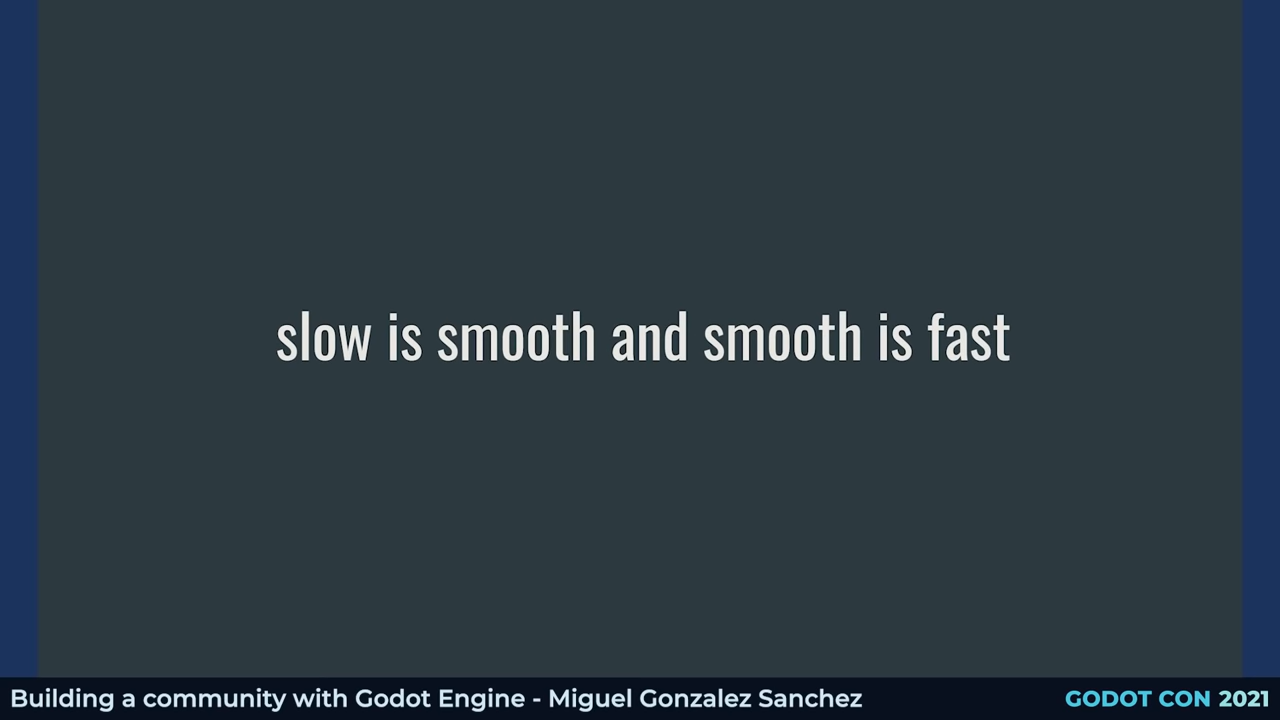 slow is smooth and smooth is fast
Building a community with Godot Engine - Miguel Gonzalez Sanchez
GODOT CON 2021